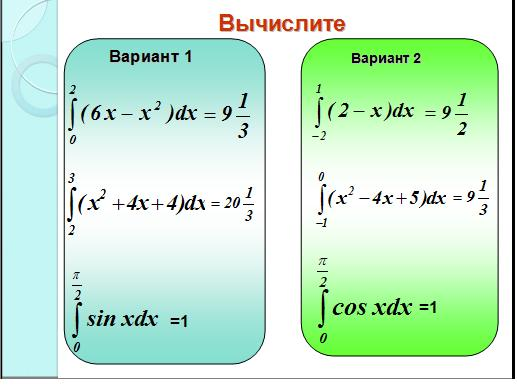 Вычислите
Вариант 1
∫₀² (6x − x²)dx = 9 1/3
∫₂³ (x² + 4x + 4)dx = 20 1/3
∫₀^(π/2) sin xdx =1
Вариант 2
∫₋₂¹ (2 − x)dx = 9 1/2
∫₋₁⁰ (x² − 4x + 5)dx = 9 1/3
∫₀^(π/2) cos xdx =1